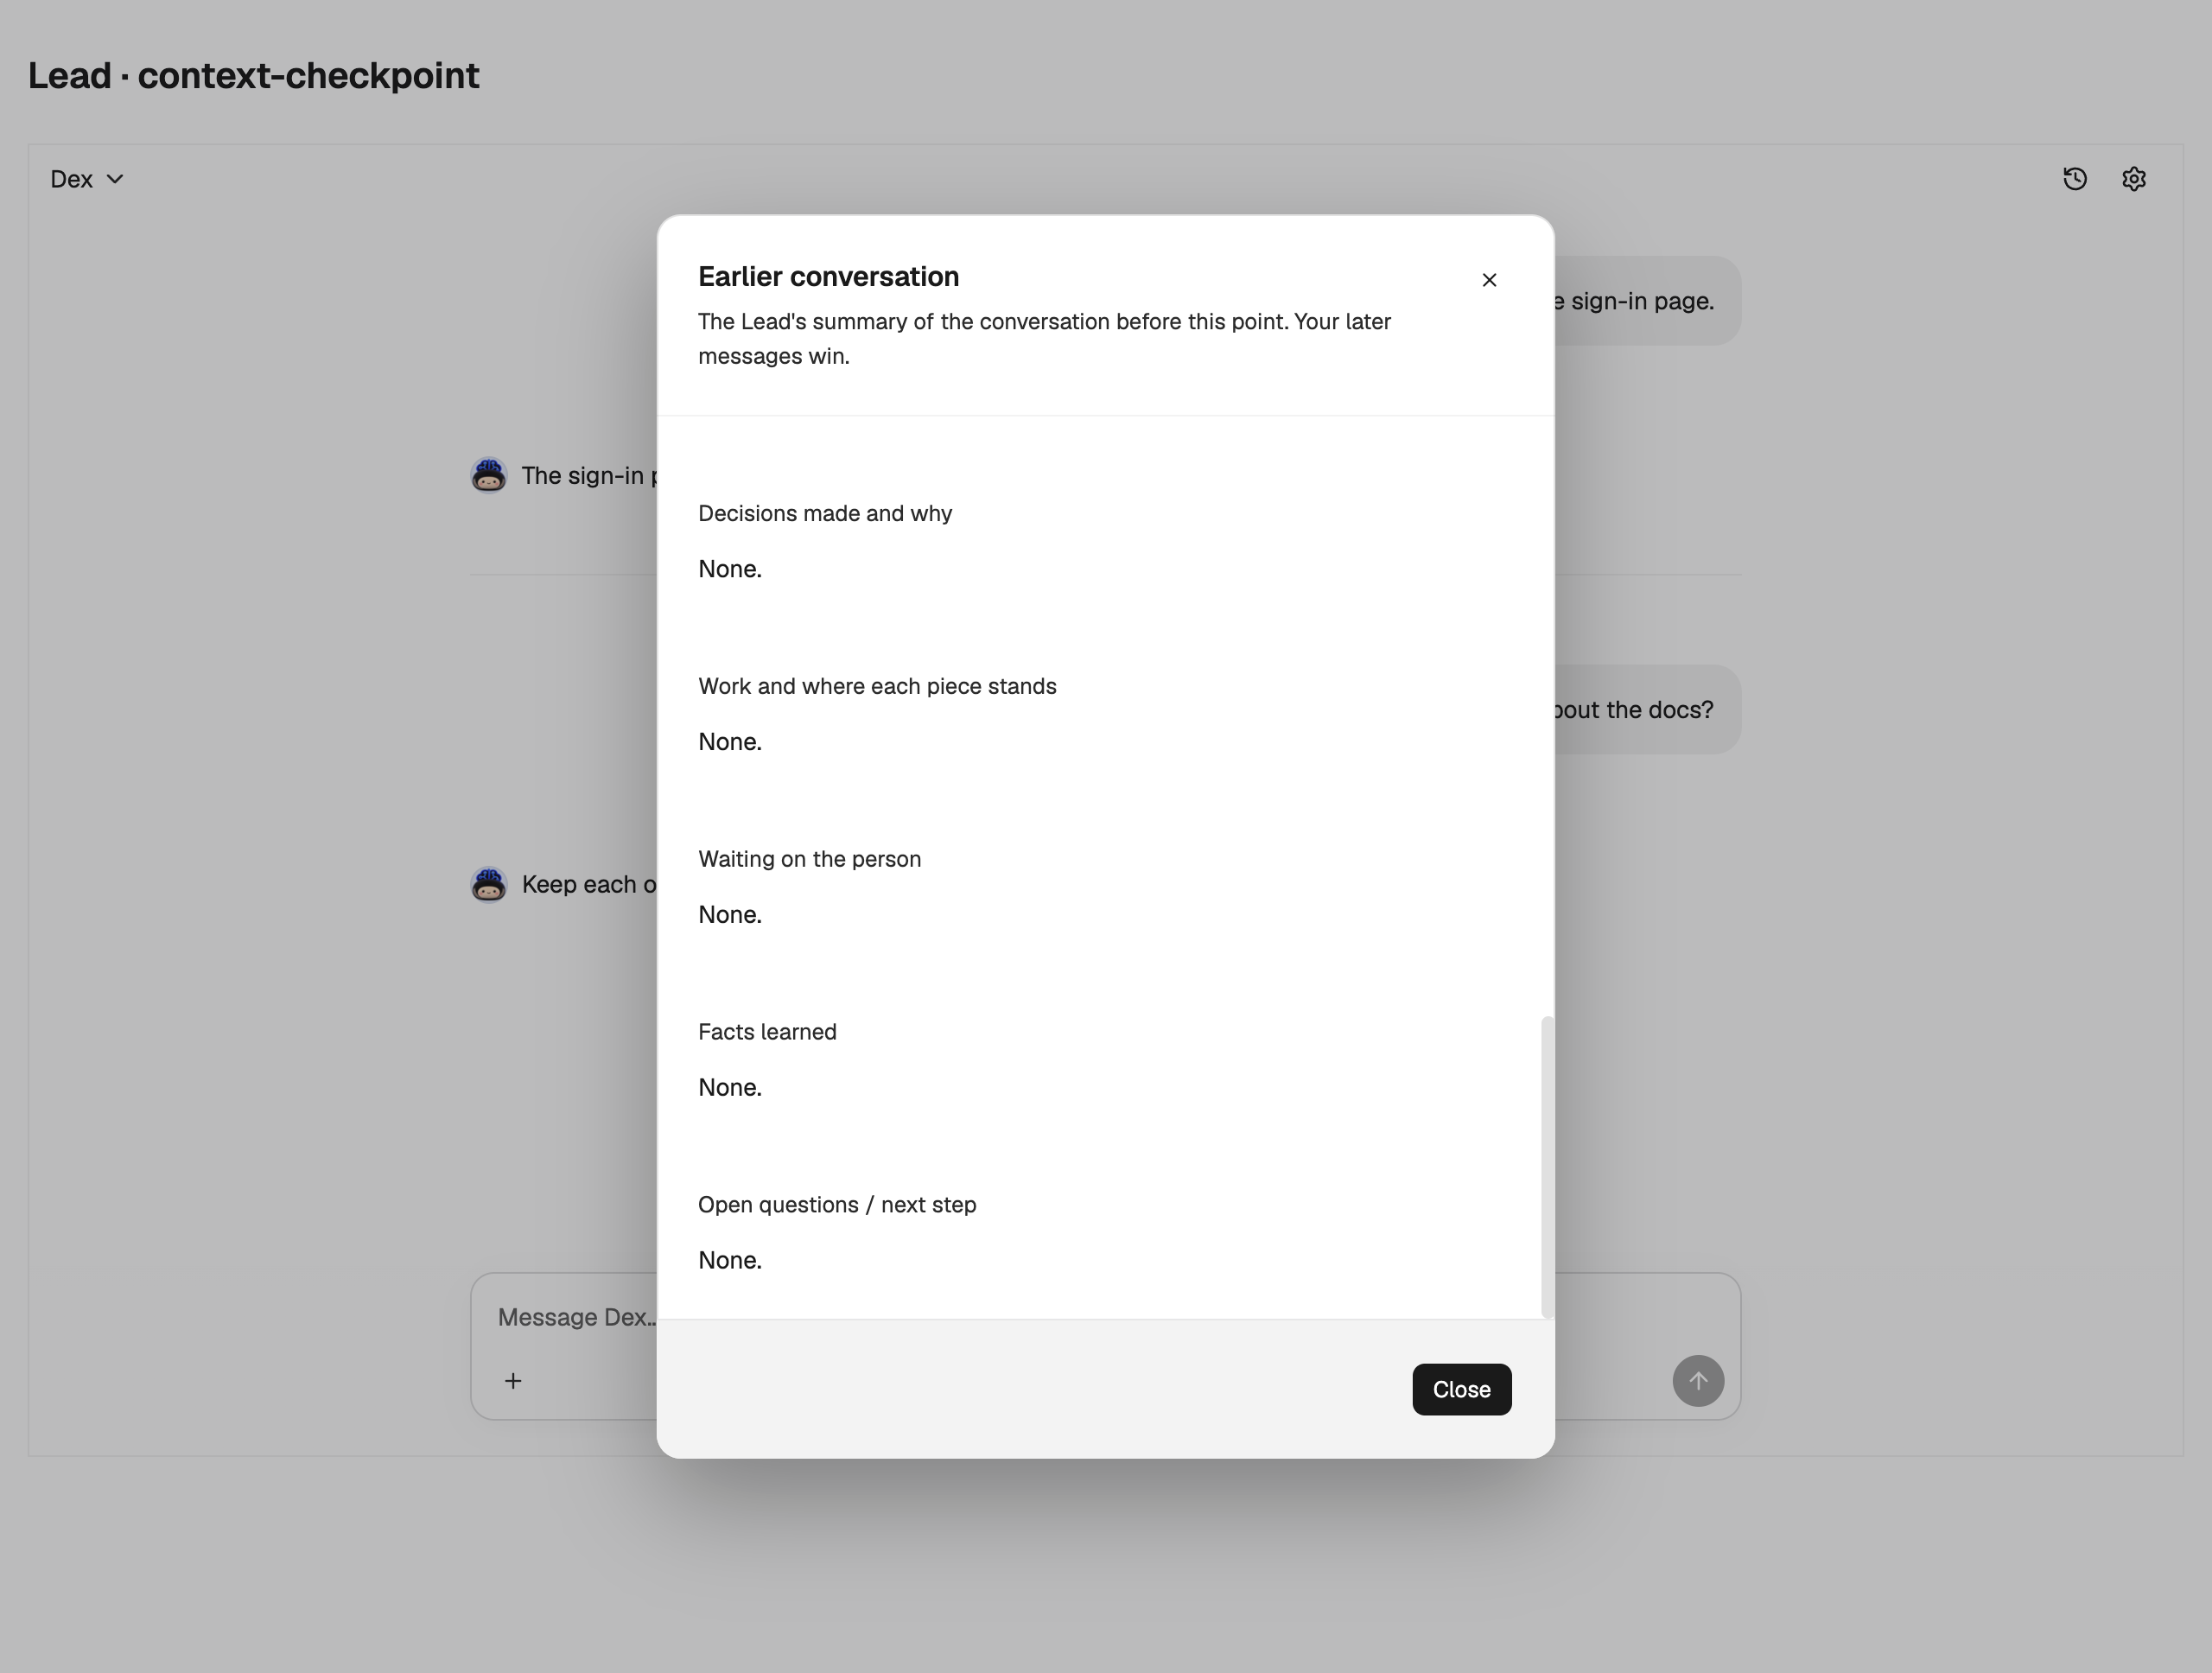 Lead · context-checkpoint
Dex
Earlier conversation
The Lead's summary of the conversation before this point. Your later
messages win.
sign-in page.
The sign-in
Decisions made and why
None.
Work and where each piece stands
None.
the docs?
Waiting on the person
None.
Keep each
Facts learned
None.
Open questions / next step
None.
Message Dex...
Close